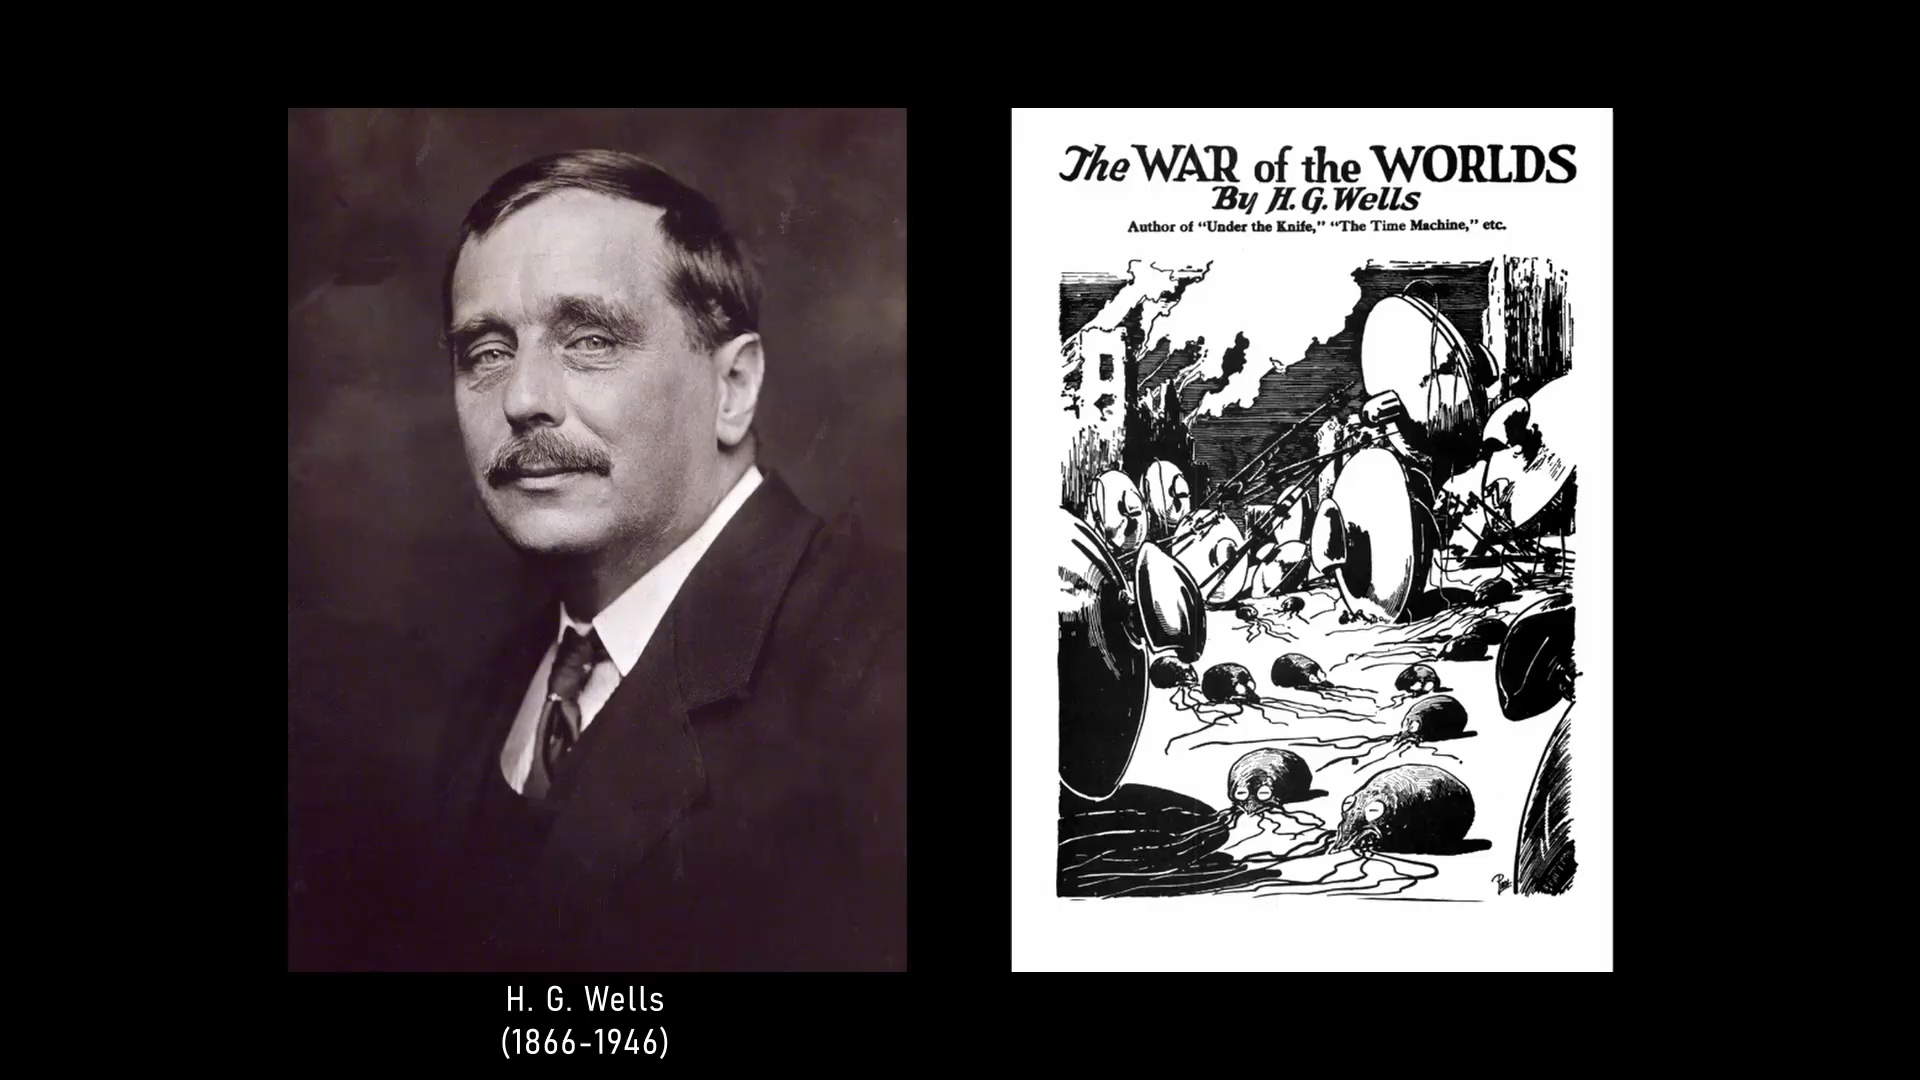 The WAR of the WORLDS
By H. G. Wells
Author of “Under the Knife,” “The Time Machine,” etc.
H. G. Wells
(1866-1946)